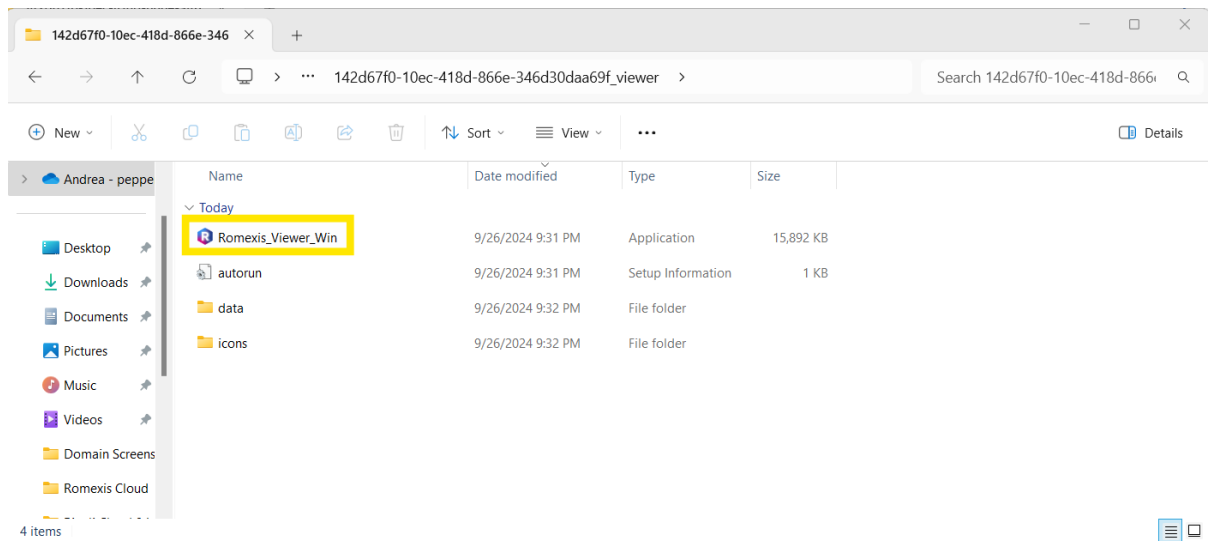 142d67f0-10ec-418d-866e-346
142d67f0-10ec-418d-866e-346d30daa69f_viewer
Search 142d67f0-10ec-418d-866
New
Sort
View
Details
Andrea - peppe
Name Date modified Type Size
Today
Romexis_Viewer_Win 9/26/2024 9:31 PM Application 15,892 KB
autorun 9/26/2024 9:31 PM Setup Information 1 KB
data 9/26/2024 9:32 PM File folder
icons 9/26/2024 9:32 PM File folder
Desktop
Downloads
Documents
Pictures
Music
Videos
Domain Screens
Romexis Cloud
4 items